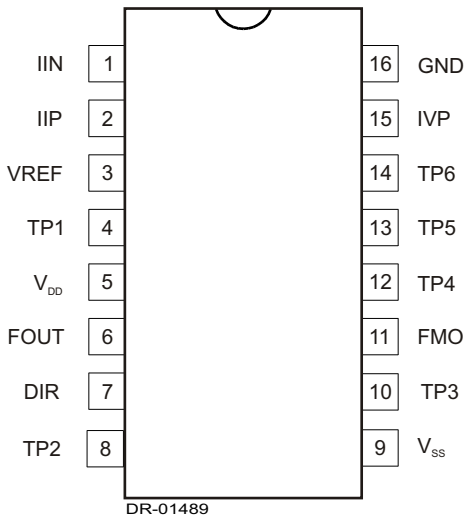 IIN 1 16 GND
IIP 2 15 IVP
VREF 3 14 TP6
TP1 4 13 TP5
VDD 5 12 TP4
FOUT 6 11 FMO
DIR 7 10 TP3
TP2 8 9 VSS
DR-01489